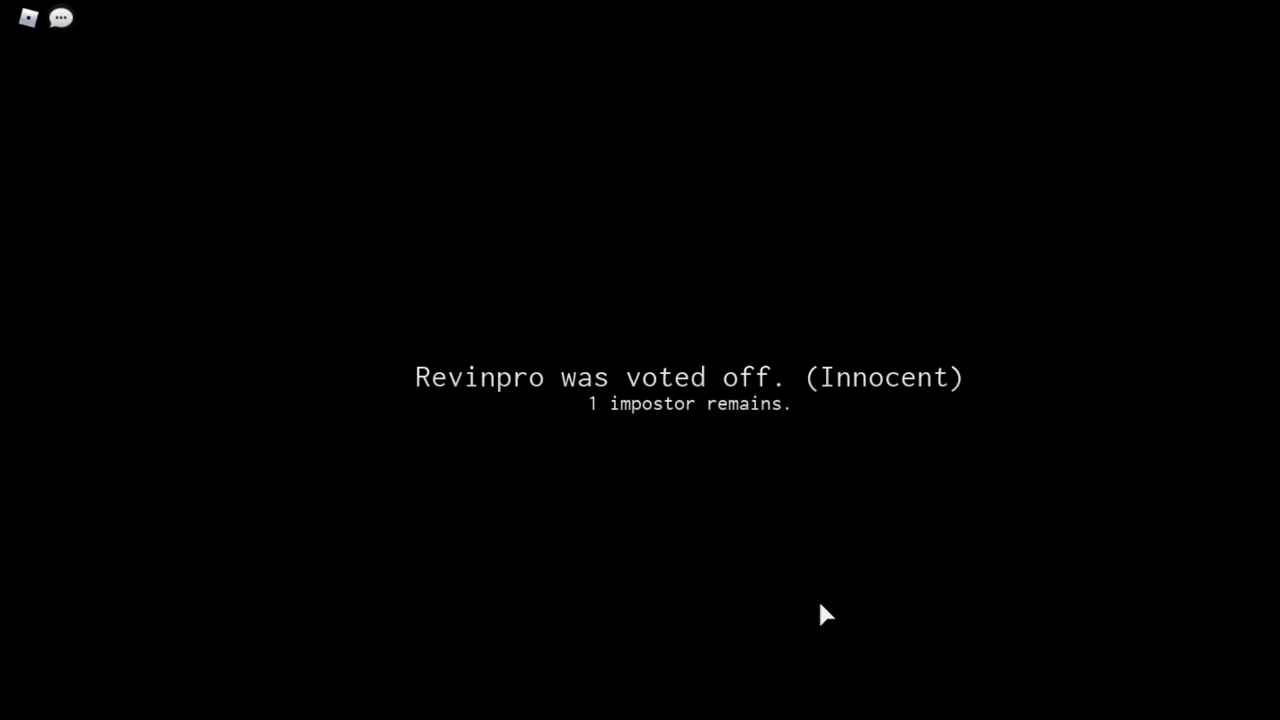 Revinpro was voted off. (Innocent)
1 impostor remains.